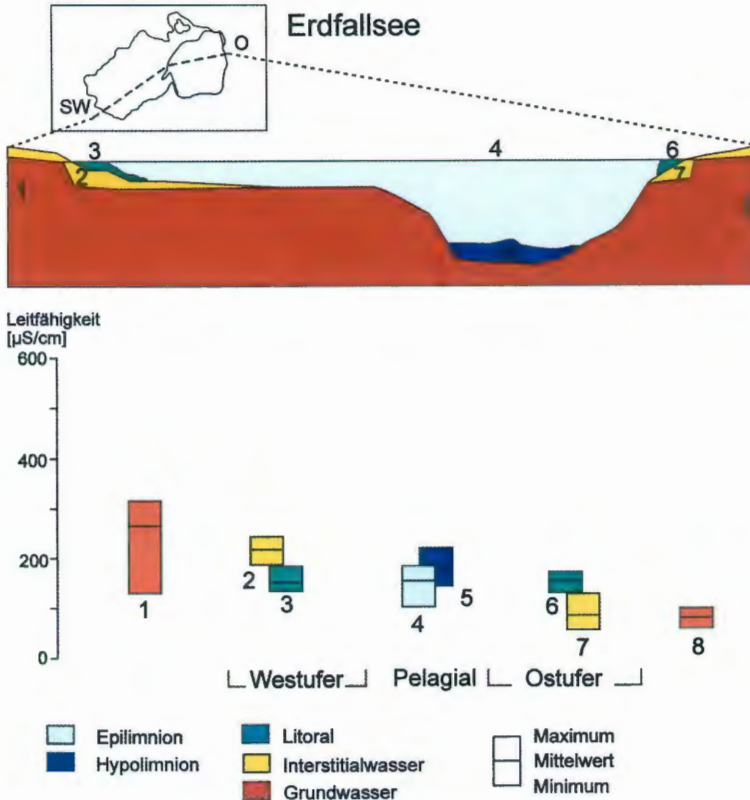 Erdfallsee
O
SW
3 4 6
2 7
Leitfähigkeit
[µS/cm]
600
400
200
0
1
2
3
4
5
6
7
8
Westufer Pelagial Ostufer
Epilimnion Litoral Maximum
Hypolimnion Interstitialwasser Mittelwert
Grundwasser Minimum